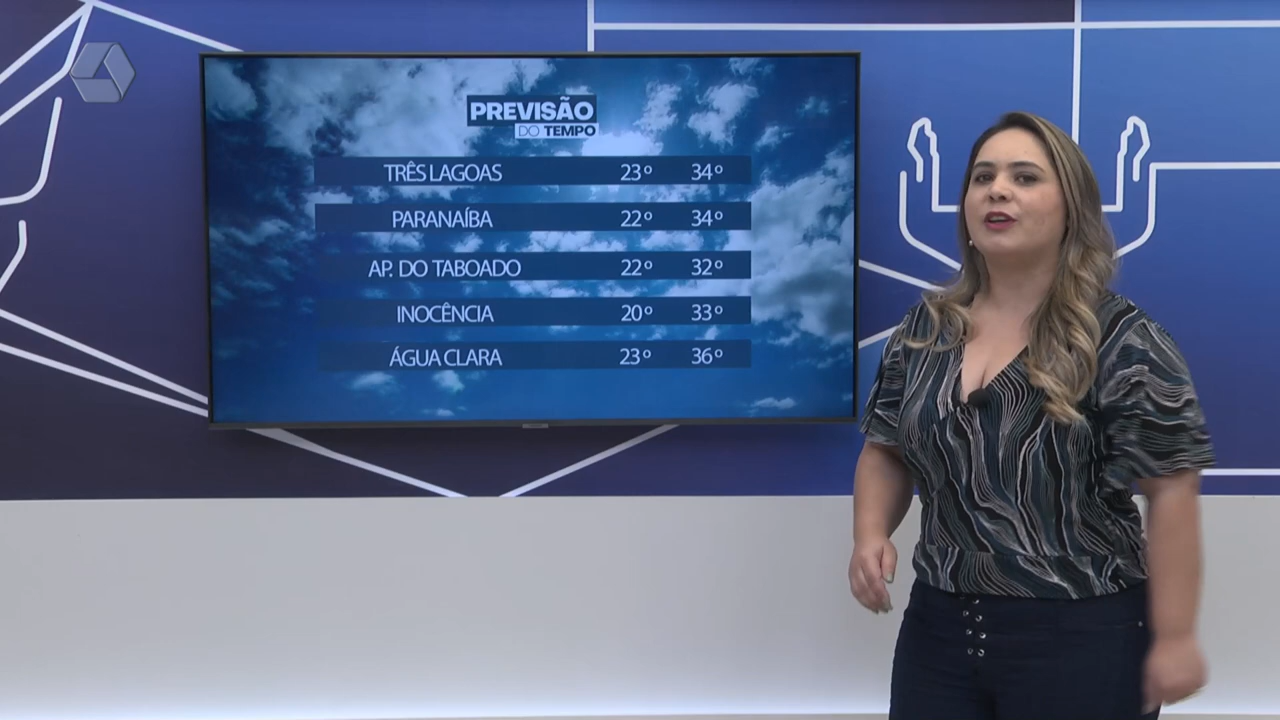 PREVISÃO
DO TEMPO
TRÊS LAGOAS 23º 34º
PARANAÍBA 22º 34º
AP. DO TABOADO 22º 32º
INOCÊNCIA 20º 33º
ÁGUA CLARA 23º 36º